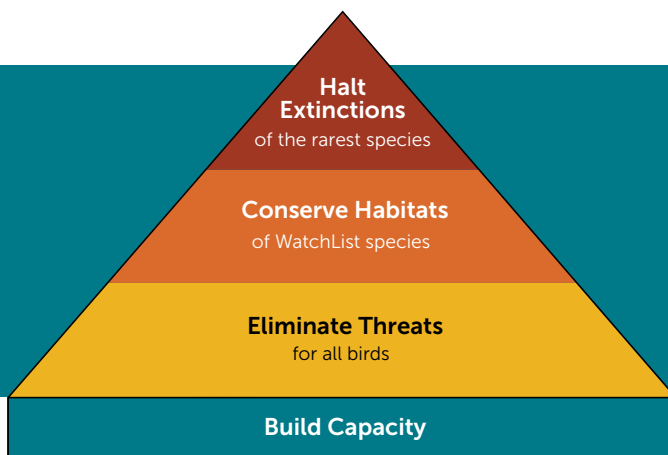 Halt
Extinctions
of the rarest species
Conserve Habitats
of WatchList species
Eliminate Threats
for all birds
Build Capacity